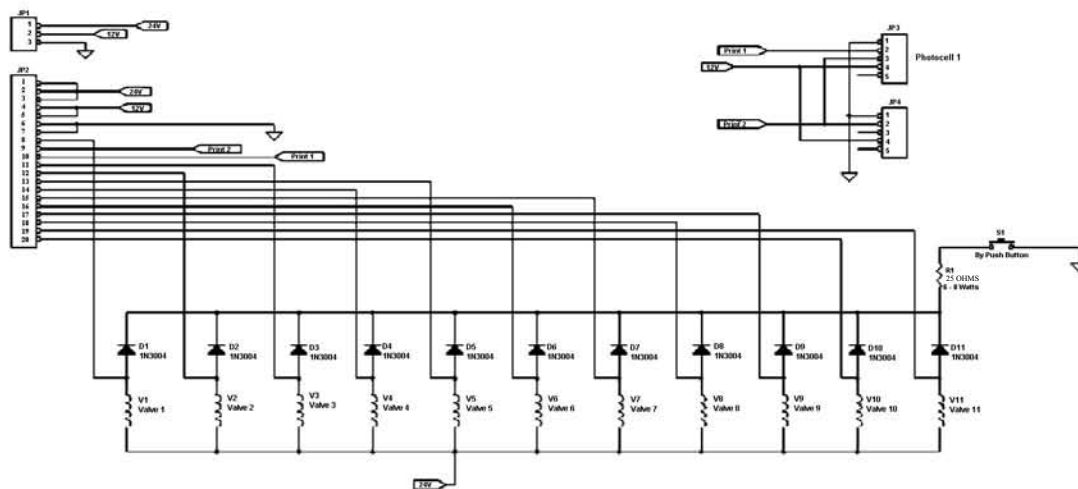 JP1
1
24V
2
12V
3
JP2
1
2
24V
3
4
12V
5
6
7
8
9
Print 2
10
Print 1
11
12
13
14
15
16
17
18
19
20
JP3
Print 1
1
2
3
12V
4
5
Photocell 1
JP4
Print 2
1
2
3
4
5
S1
By Push Button
R1
25 OHMS
6 - 8 Watts
D1
1N3004
D2
1N3004
D3
1N3004
D4
1N3004
D5
1N3004
D6
1N3004
D7
1N3004
D8
1N3004
D9
1N3004
D10
1N3004
D11
1N3004
V1
Valve 1
V2
Valve 2
V3
Valve 3
V4
Valve 4
V5
Valve 5
V6
Valve 6
V7
Valve 7
V8
Valve 8
V9
Valve 9
V10
Valve 10
V11
Valve 11
24V